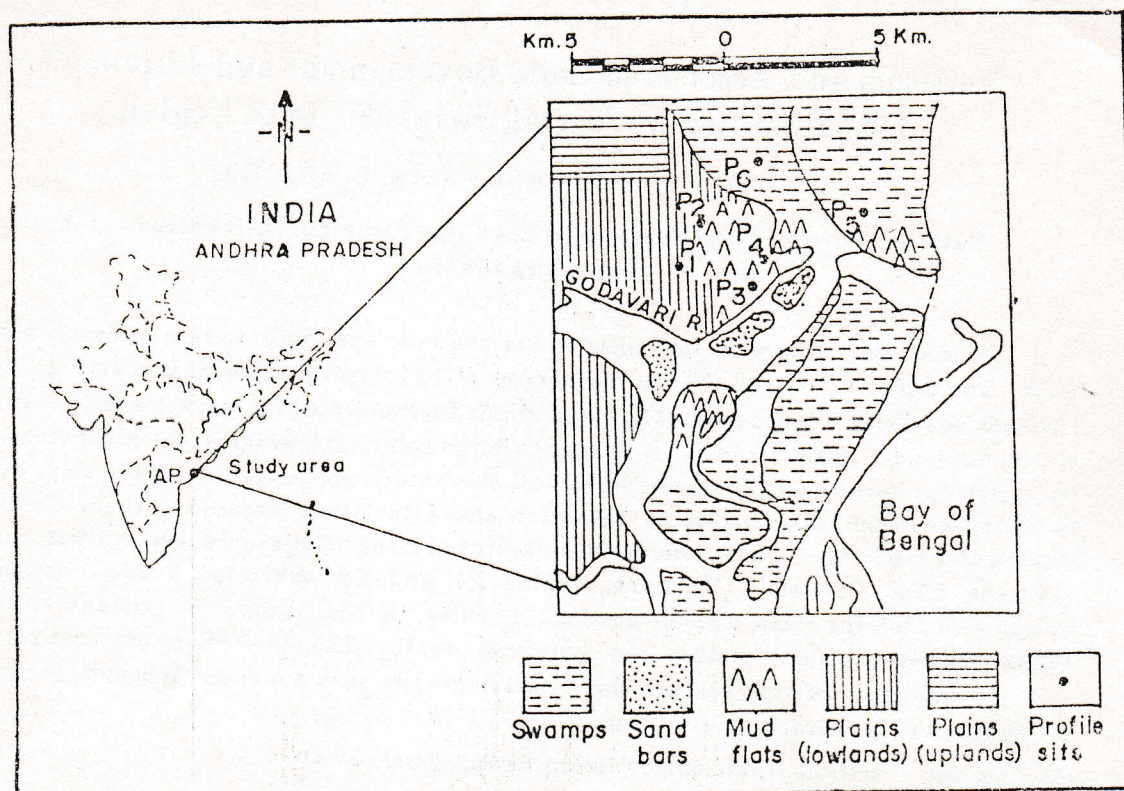 Km. 5 0 5 Km.
N
INDIA
ANDHRA PRADESH
P6
P2
P5
P4
P1
P3
GODAVARI R.
AP
Study area
Bay of
Bengal
Swamps
Sand
bars
Mud
flats
Plains
(lowlands)
Plains
(uplands)
Profile
site